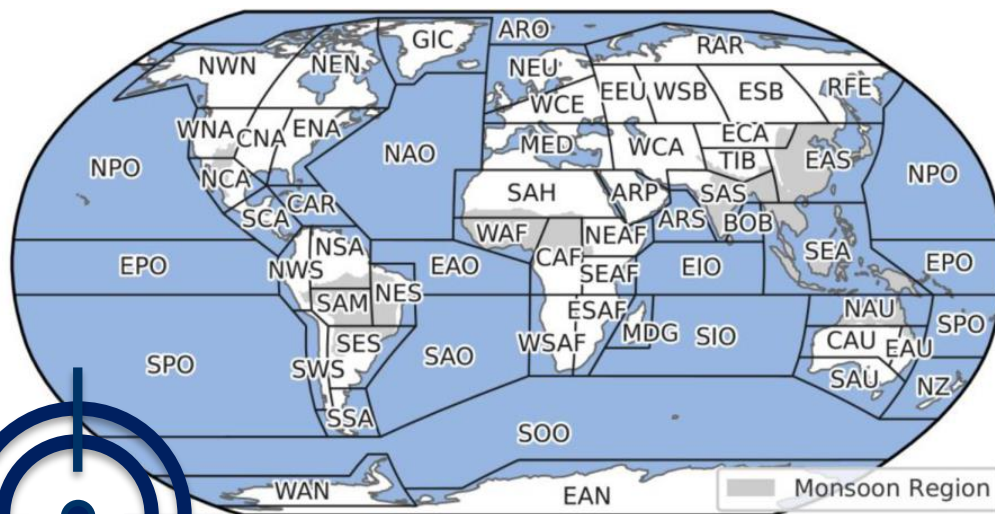 ARO
GIC
RAR
NWN
NEN
NEU
EEU
WSB
ESB
RFE
WCE
WNA
CNA
ENA
ECA
MED
WCA
NPO
NAO
TIB
EAS
NPO
NCA
SAH
ARP
SAS
CAR
SCA
ARS
BOB
WAF
NEAF
NSA
CAF
SEA
EPO
NWS
EAO
SEAF
EIO
EPO
NES
SAM
ESAF
NAU
SPO
MDG
SES
WSAF
SIO
CAU
EAU
SPO
SWS
SAO
SAU
NZ
SSA
SOO
WAN
EAN
Monsoon Region